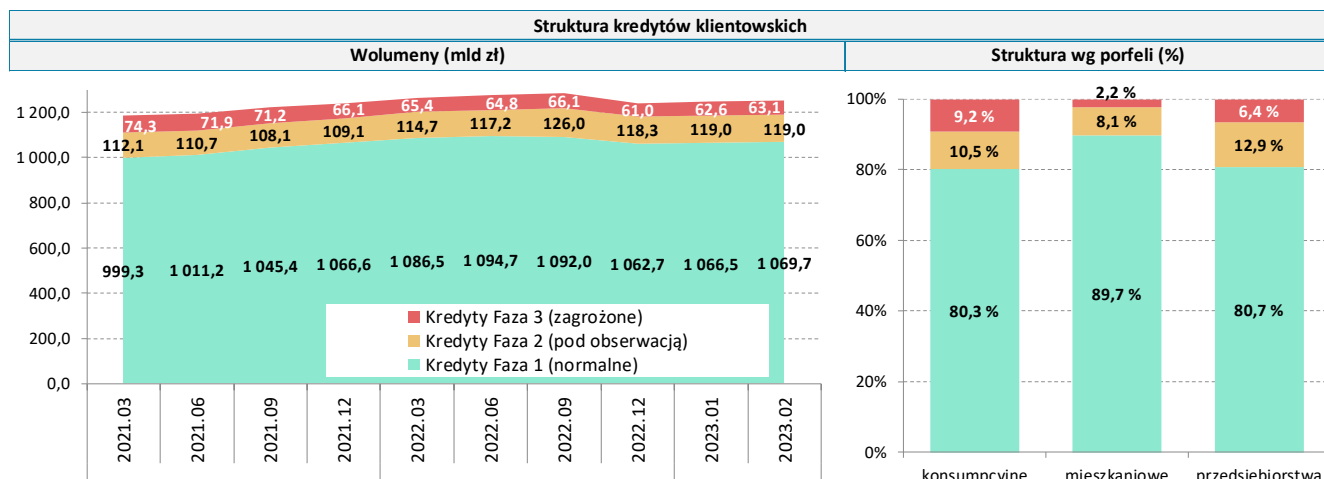 Struktura kredytów klientowskich
Wolumeny (mld zł)
Struktura wg porfeli (%)
1 200,0
1 000,0
800,0
600,0
400,0
200,0
0,0
74,3 71,9 71,2 66,1 65,4 64,8 66,1 61,0 62,6 63,1
112,1 110,7 108,1 109,1 114,7 117,2 126,0 118,3 119,0 119,0
999,3 1 011,2 1 045,4 1 066,6 1 086,5 1 094,7 1 092,0 1 062,7 1 066,5 1 069,7
Kredyty Faza 3 (zagrożone)
Kredyty Faza 2 (pod obserwacją)
Kredyty Faza 1 (normalne)
2021.03 2021.06 2021.09 2021.12 2022.03 2022.06 2022.09 2022.12 2023.01 2023.02
100%
80%
60%
40%
20%
0%
9,2 % 2,2 % 6,4 %
10,5 % 8,1 % 12,9 %
80,3 % 89,7 % 80,7 %
konsumpcyjne mieszkaniowe przedsiębiorstwa